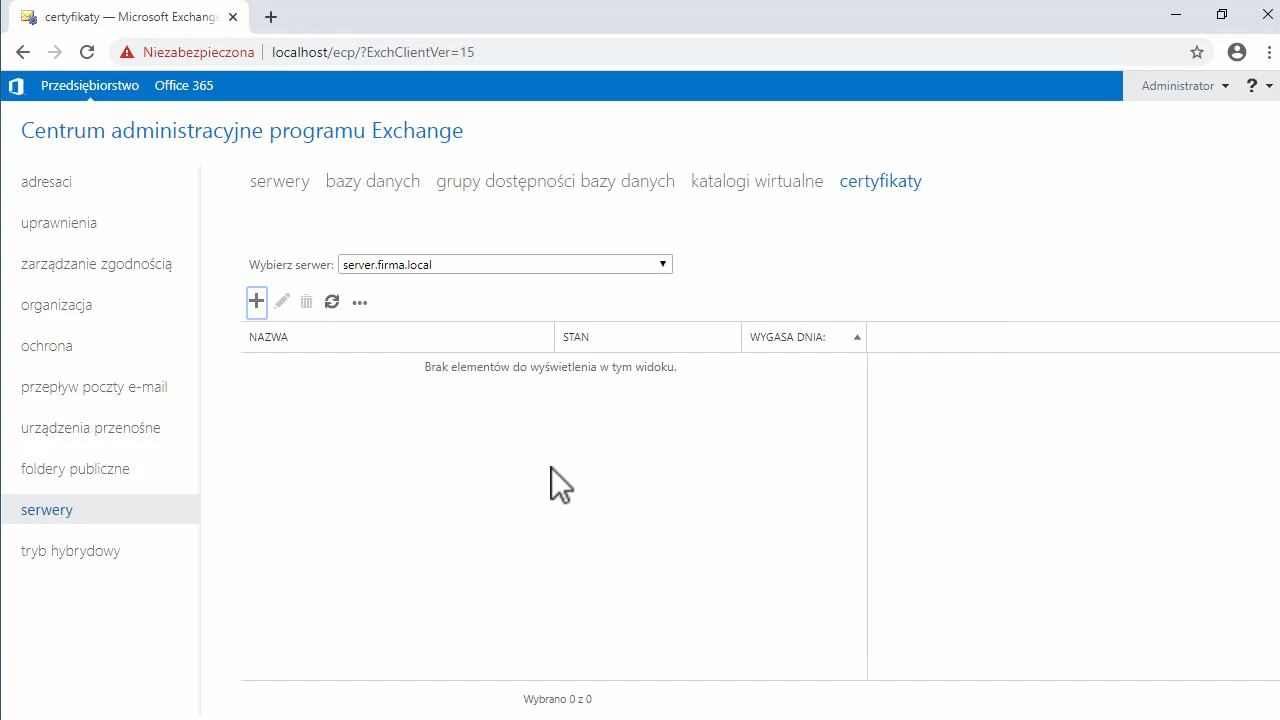 certyfikaty — Microsoft Exchange
Niezabezpieczona
localhost/ecp/?ExchClientVer=15
Przedsiębiorstwo
Office 365
Administrator
?
Centrum administracyjne programu Exchange
adresaci
uprawnienia
zarządzanie zgodnością
organizacja
ochrona
przepływ poczty e-mail
urządzenia przenośne
foldery publiczne
serwery
tryb hybrydowy
serwery bazy danych grupy dostępności bazy danych katalogi wirtualne certyfikaty
Wybierz serwer: server.firma.local
NAZWA STAN WYGASA DNIA:
Brak elementów do wyświetlenia w tym widoku.
Wybrano 0 z 0